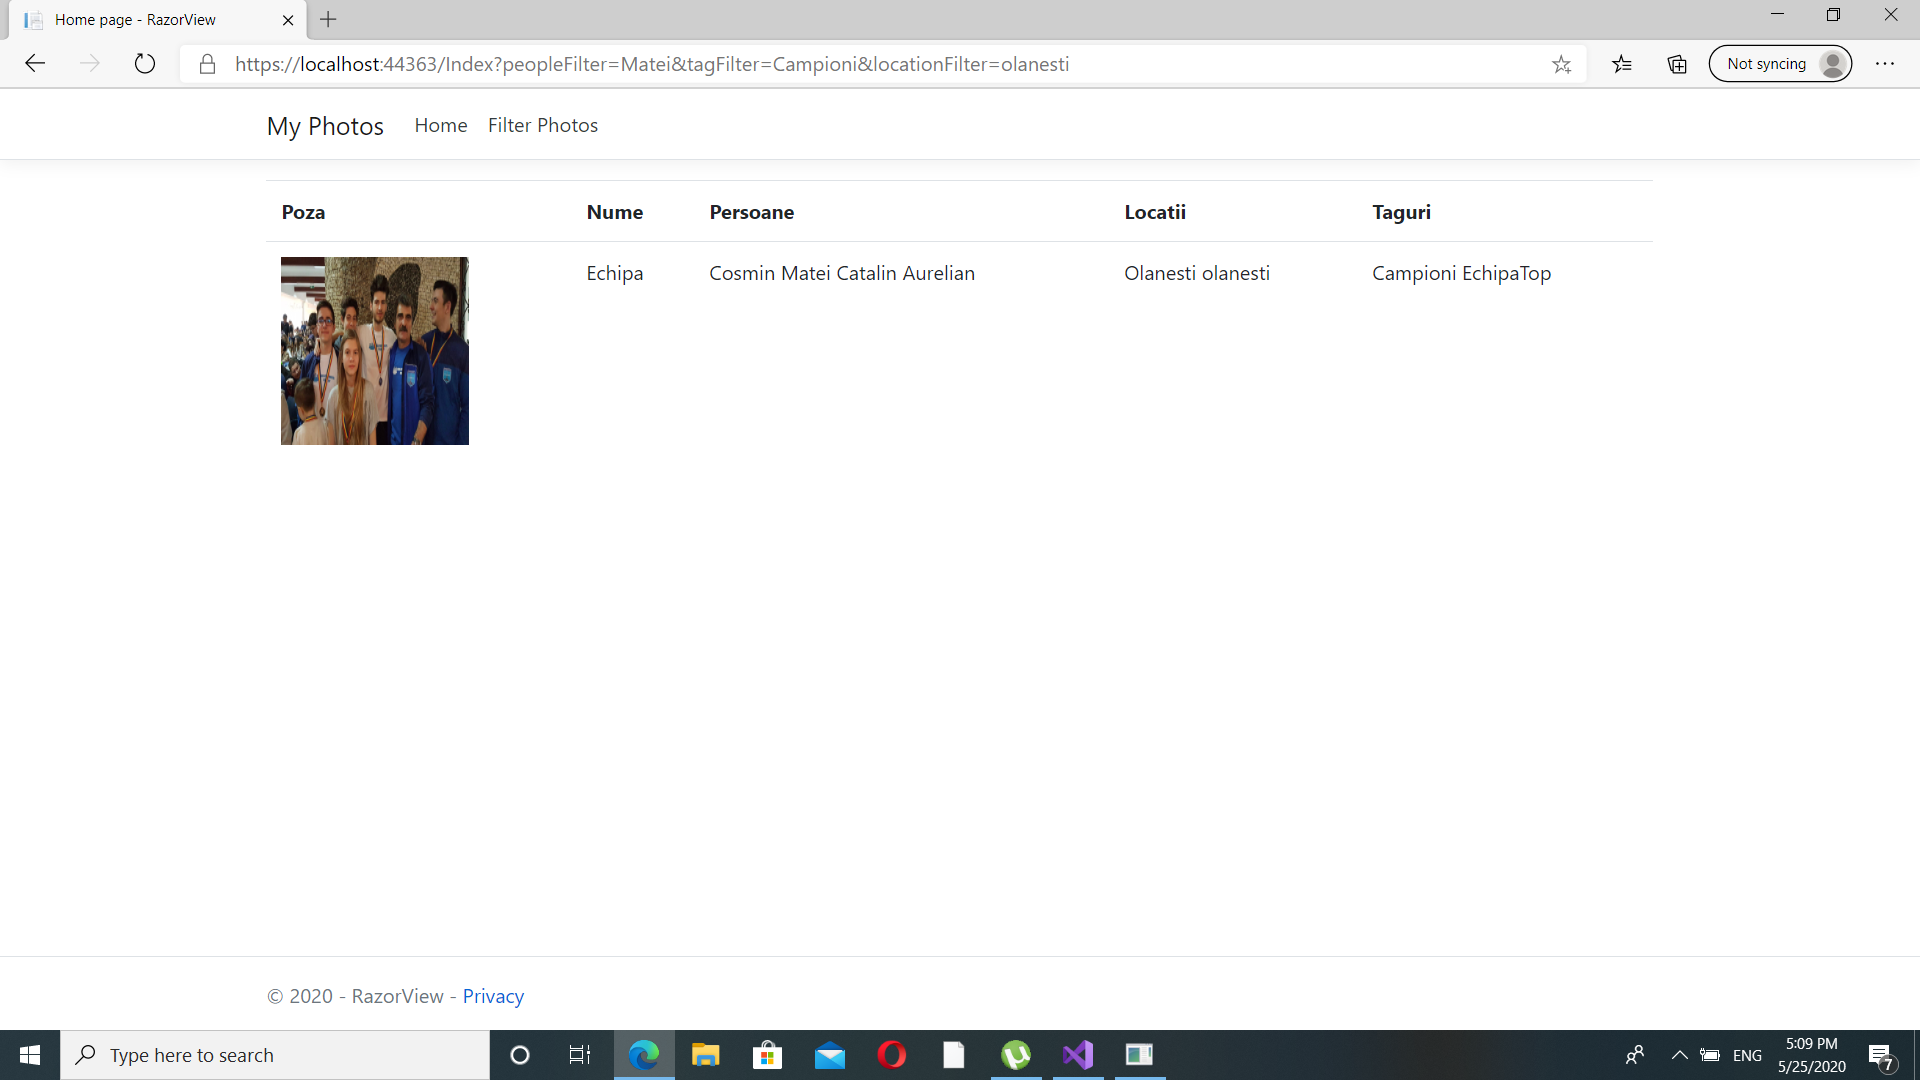 Home page - RazorView
https://localhost:44363/Index?peopleFilter=Matei&tagFilter=Campioni&locationFilter=olanesti
Not syncing
My Photos Home Filter Photos
Poza Nume Persoane Locatii Taguri
Echipa Cosmin Matei Catalin Aurelian Olanesti olanesti Campioni EchipaTop
© 2020 - RazorView - Privacy
Type here to search
ENG
5:09 PM
5/25/2020
7